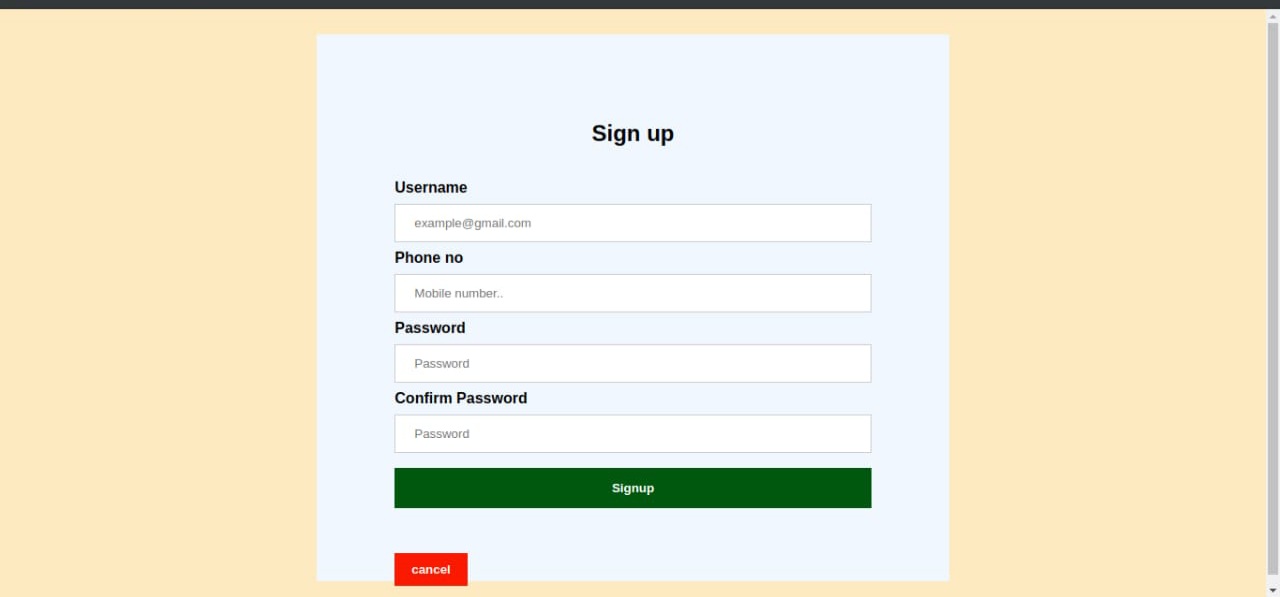 Sign up
Username
example@gmail.com
Phone no
Mobile number..
Password
Password
Confirm Password
Password
Signup
cancel